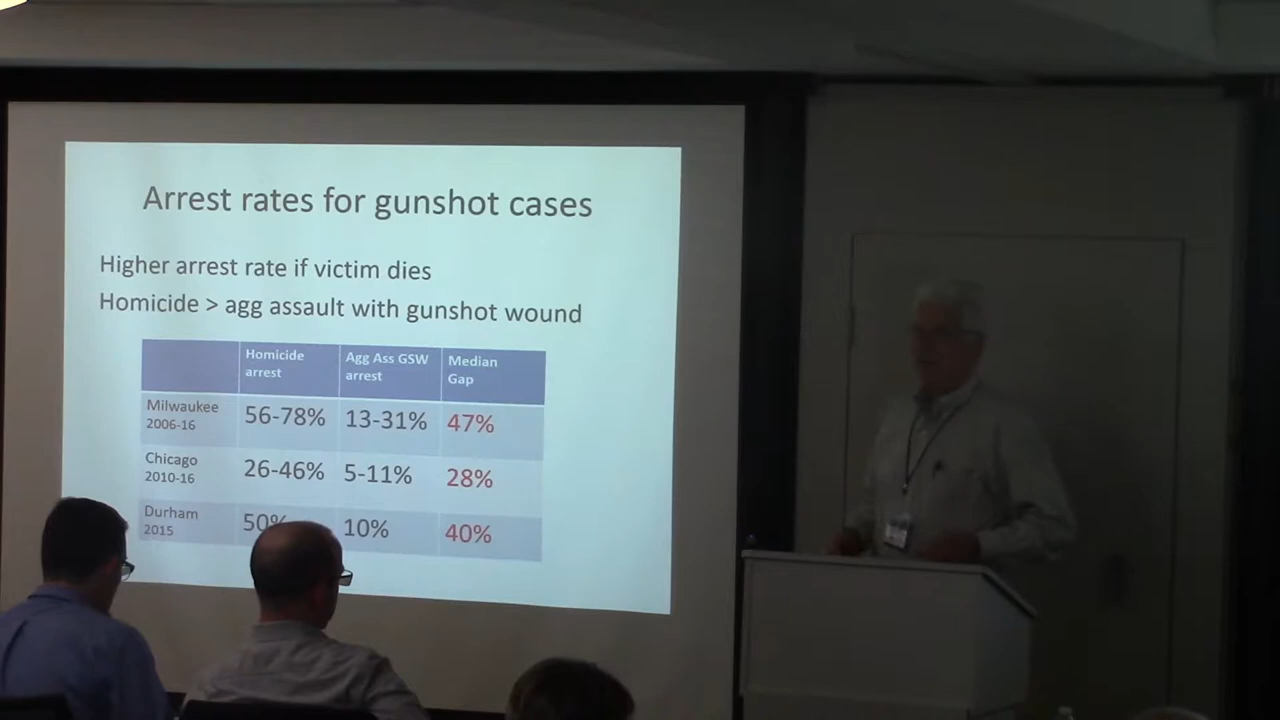 Arrest rates for gunshot cases
Higher arrest rate if victim dies
Homicide > agg assault with gunshot wound
Homicide arrest Agg Ass GSW arrest Median Gap
Milwaukee 2006-16 56-78% 13-31% 47%
Chicago 2010-16 26-46% 5-11% 28%
Durham 2015 50% 10% 40%